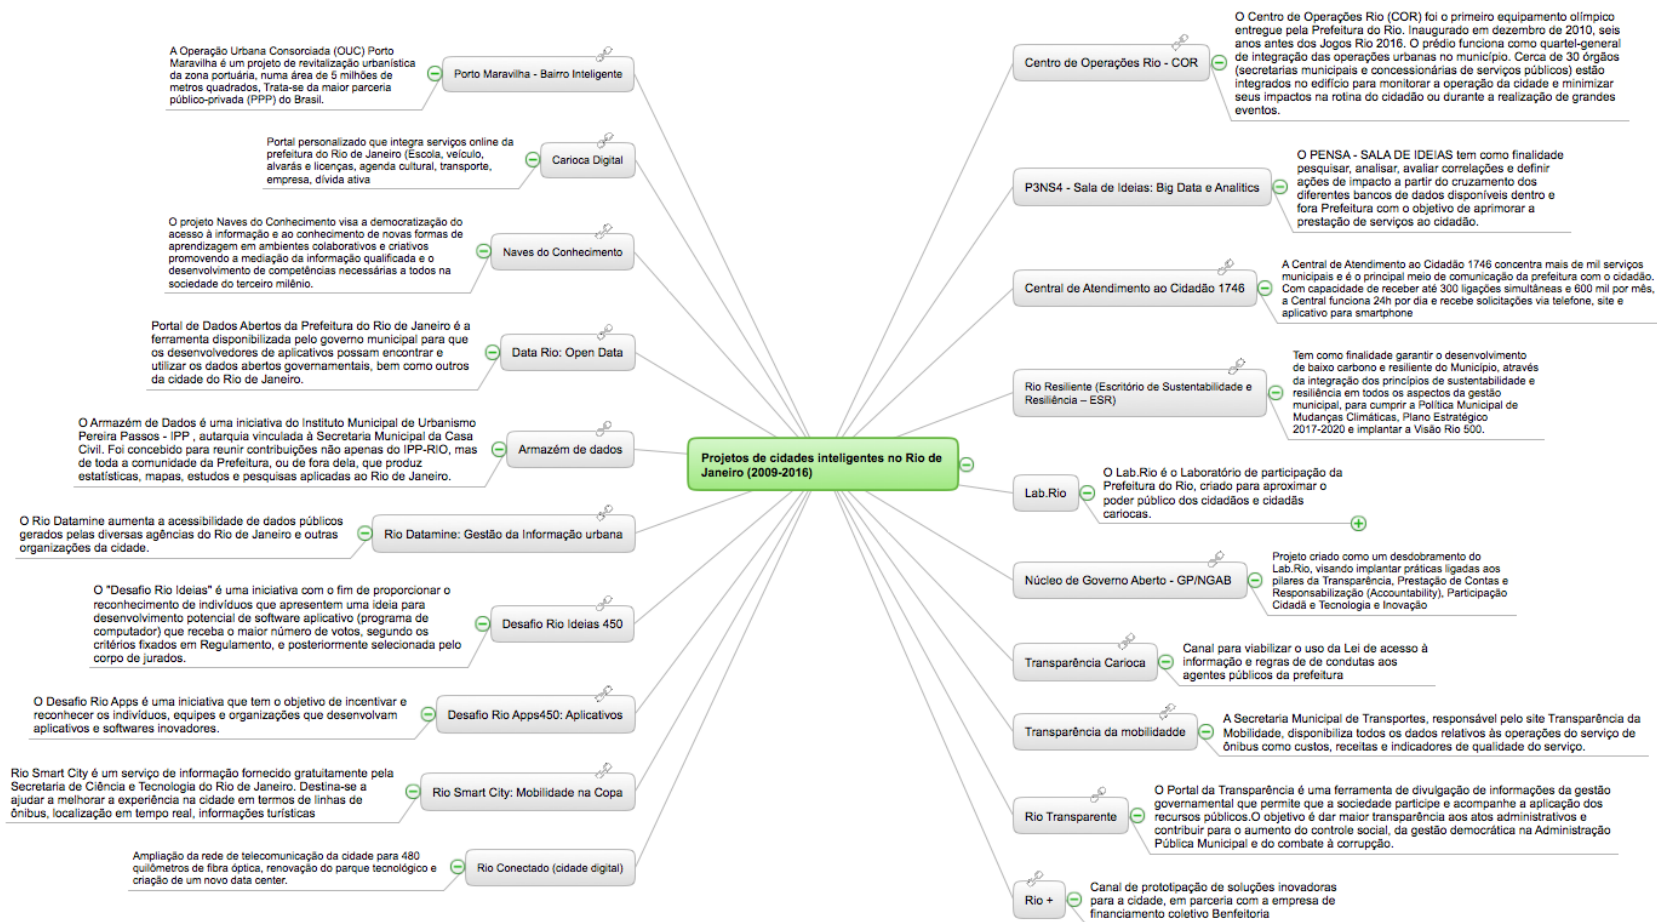 Projetos de cidades inteligentes no Rio de
Janeiro (2009-2016)
A Operação Urbana Consorciada (OUC) Porto
Maravilha é um projeto de revitalização urbanística
da zona portuária, numa área de 5 milhões de
metros quadrados, Trata-se da maior parceria
público-privada (PPP) do Brasil.
Porto Maravilha - Bairro Inteligente
Portal personalizado que integra serviços online da
prefeitura do Rio de Janeiro (Escola, veículo,
alvarás e licenças, agenda cultural, transporte,
empresa, dívida ativa
Carioca Digital
O projeto Naves do Conhecimento visa a democratização do
acesso à informação e ao conhecimento de novas formas de
aprendizagem em ambientes colaborativos e criativos
promovendo a mediação da informação qualificada e o
desenvolvimento de competências necessárias a todos na
sociedade do terceiro milênio.
Naves do Conhecimento
Portal de Dados Abertos da Prefeitura do Rio de Janeiro é a
ferramenta disponibilizada pelo governo municipal para que
os desenvolvedores de aplicativos possam encontrar e
utilizar os dados abertos governamentais, bem como outros
da cidade do Rio de Janeiro.
Data Rio: Open Data
O Armazém de Dados é uma iniciativa do Instituto Municipal de Urbanismo
Pereira Passos - IPP , autarquia vinculada à Secretaria Municipal da Casa
Civil. Foi concebido para reunir contribuições não apenas do IPP-RIO, mas
de toda a comunidade da Prefeitura, ou de fora dela, que produz
estatísticas, mapas, estudos e pesquisas aplicadas ao Rio de Janeiro.
Armazém de dados
O Rio Datamine aumenta a acessibilidade de dados públicos
gerados pelas diversas agências do Rio de Janeiro e outras
organizações da cidade.
Rio Datamine: Gestão da Informação urbana
O "Desafio Rio Ideias" é uma iniciativa com o fim de proporcionar o
reconhecimento de indivíduos que apresentem uma ideia para
desenvolvimento potencial de software aplicativo (programa de
computador) que receba o maior número de votos, segundo os
critérios fixados em Regulamento, e posteriormente selecionada pelo
corpo de jurados.
Desafio Rio Ideias 450
O Desafio Rio Apps é uma iniciativa que tem o objetivo de incentivar e
reconhecer os indivíduos, equipes e organizações que desenvolvam
aplicativos e softwares inovadores.
Desafio Rio Apps450: Aplicativos
Rio Smart City é um serviço de informação fornecido gratuitamente pela
Secretaria de Ciência e Tecnologia do Rio de Janeiro. Destina-se a
ajudar a melhorar a experiência na cidade em termos de linhas de
ônibus, localização em tempo real, informações turísticas
Rio Smart City: Mobilidade na Copa
Ampliação da rede de telecomunicação da cidade para 480
quilômetros de fibra óptica, renovação do parque tecnológico e
criação de um novo data center.
Rio Conectado (cidade digital)
Centro de Operações Rio - COR
O Centro de Operações Rio (COR) foi o primeiro equipamento olímpico
entregue pela Prefeitura do Rio. Inaugurado em dezembro de 2010, seis
anos antes dos Jogos Rio 2016. O prédio funciona como quartel-general
de integração das operações urbanas no município. Cerca de 30 órgãos
(secretarias municipais e concessionárias de serviços públicos) estão
integrados no edifício para monitorar a operação da cidade e minimizar
seus impactos na rotina do cidadão ou durante a realização de grandes
eventos.
P3NS4 - Sala de Ideias: Big Data e Analitics
O PENSA - SALA DE IDEIAS tem como finalidade
pesquisar, analisar, avaliar correlações e definir
ações de impacto a partir do cruzamento dos
diferentes bancos de dados disponíveis dentro e
fora Prefeitura com o objetivo de aprimorar a
prestação de serviços ao cidadão.
Central de Atendimento ao Cidadão 1746
A Central de Atendimento ao Cidadão 1746 concentra mais de mil serviços
municipais e é o principal meio de comunicação da prefeitura com o cidadão.
Com capacidade de receber até 300 ligações simultâneas e 600 mil por mês,
a Central funciona 24h por dia e recebe solicitações via telefone, site e
aplicativo para smartphone
Rio Resiliente (Escritório de Sustentabilidade e
Resiliência – ESR)
Tem como finalidade garantir o desenvolvimento
de baixo carbono e resiliente do Município, através
da integração dos princípios de sustentabilidade e
resiliência em todos os aspectos da gestão
municipal, para cumprir a Política Municipal de
Mudanças Climáticas, Plano Estratégico
2017-2020 e implantar a Visão Rio 500.
Lab.Rio
O Lab.Rio é o Laboratório de participação da
Prefeitura do Rio, criado para aproximar o
poder público dos cidadãos e cidadãs
cariocas.
Núcleo de Governo Aberto - GP/NGAB
Projeto criado como um desdobramento do
Lab.Rio, visando implantar práticas ligadas aos
pilares da Transparência, Prestação de Contas e
Responsabilização (Accountability), Participação
Cidadã e Tecnologia e Inovação
Transparência Carioca
Canal para viabilizar o uso da Lei de acesso à
informação e regras de de condutas aos
agentes públicos da prefeitura
Transparência da mobilidadde
A Secretaria Municipal de Transportes, responsável pelo site Transparência da
Mobilidade, disponibiliza todos os dados relativos às operações do serviço de
ônibus como custos, receitas e indicadores de qualidade do serviço.
Rio Transparente
O Portal da Transparência é uma ferramenta de divulgação de informações da gestão
governamental que permite que a sociedade participe e acompanhe a aplicação dos
recursos públicos.O objetivo é dar maior transparência aos atos administrativos e
contribuir para o aumento do controle social, da gestão democrática na Administração
Pública Municipal e do combate à corrupção.
Rio +
Canal de prototipação de soluções inovadoras
para a cidade, em parceria com a empresa de
financiamento coletivo Benfeitoria